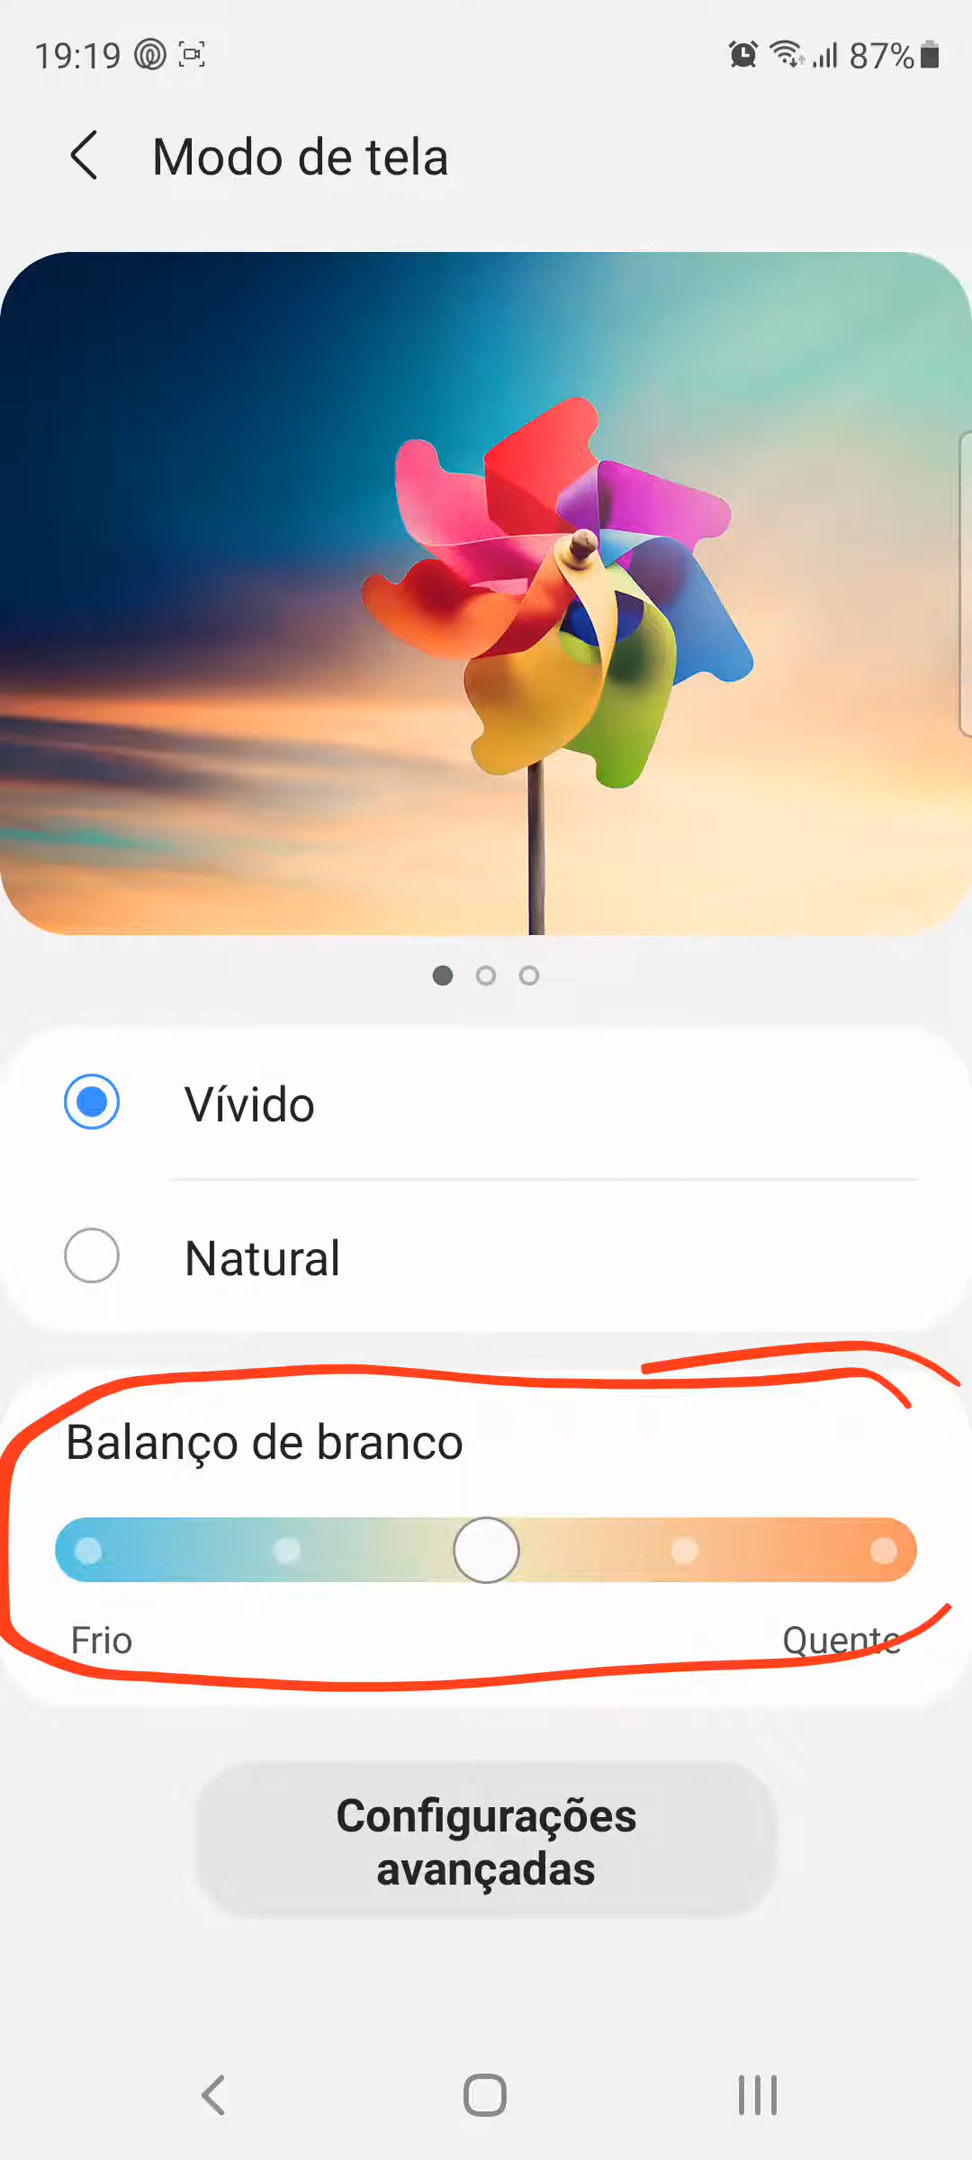 19:19 87%
Modo de tela
Vívido
Natural
Balanço de branco
Frio Quente
Configurações
avançadas